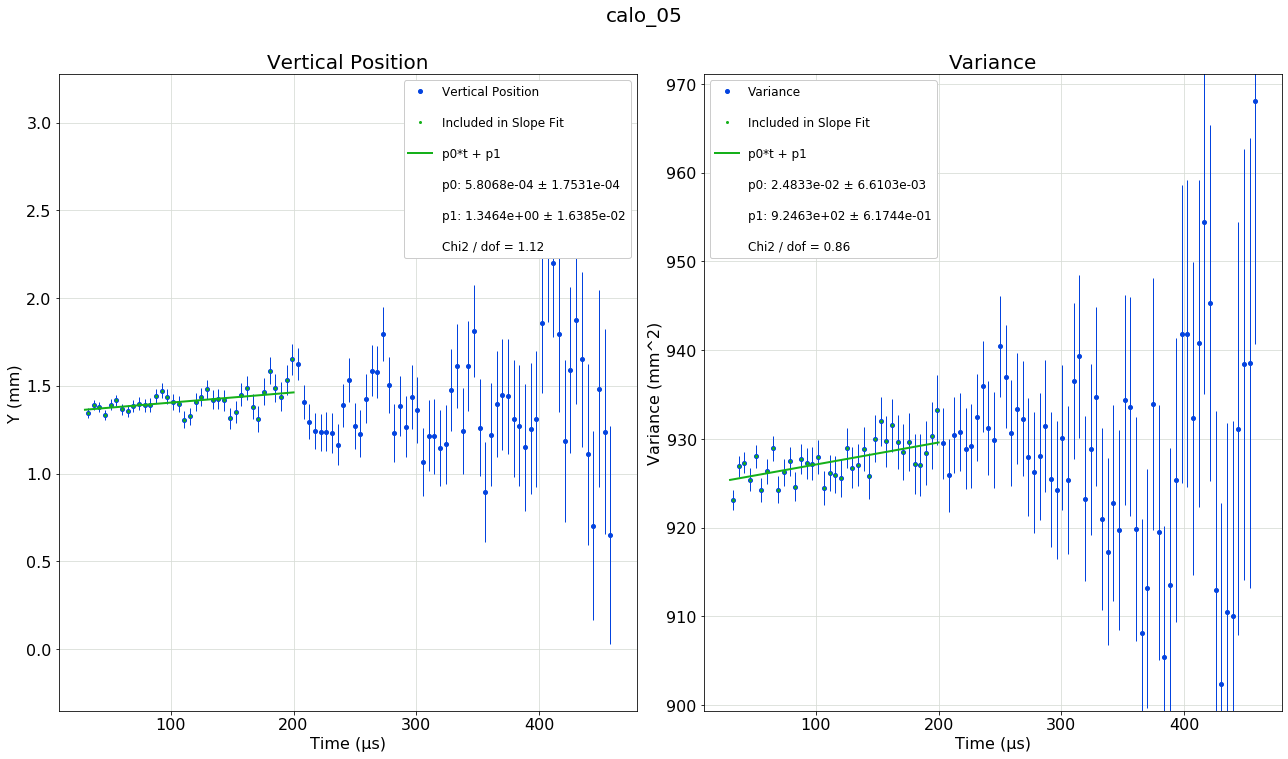 calo_05
Vertical Position
Y (mm)
3.0
2.5
2.0
1.5
1.0
0.5
0.0
100
200
300
400
Time (μs)
Vertical Position
Included in Slope Fit
p0*t + p1
p0: 5.8068e-04 ± 1.7531e-04
p1: 1.3464e+00 ± 1.6385e-02
Chi2 / dof = 1.12
Variance
Variance (mm^2)
970
960
950
940
930
920
910
900
100
200
300
400
Time (μs)
Variance
Included in Slope Fit
p0*t + p1
p0: 2.4833e-02 ± 6.6103e-03
p1: 9.2463e+02 ± 6.1744e-01
Chi2 / dof = 0.86